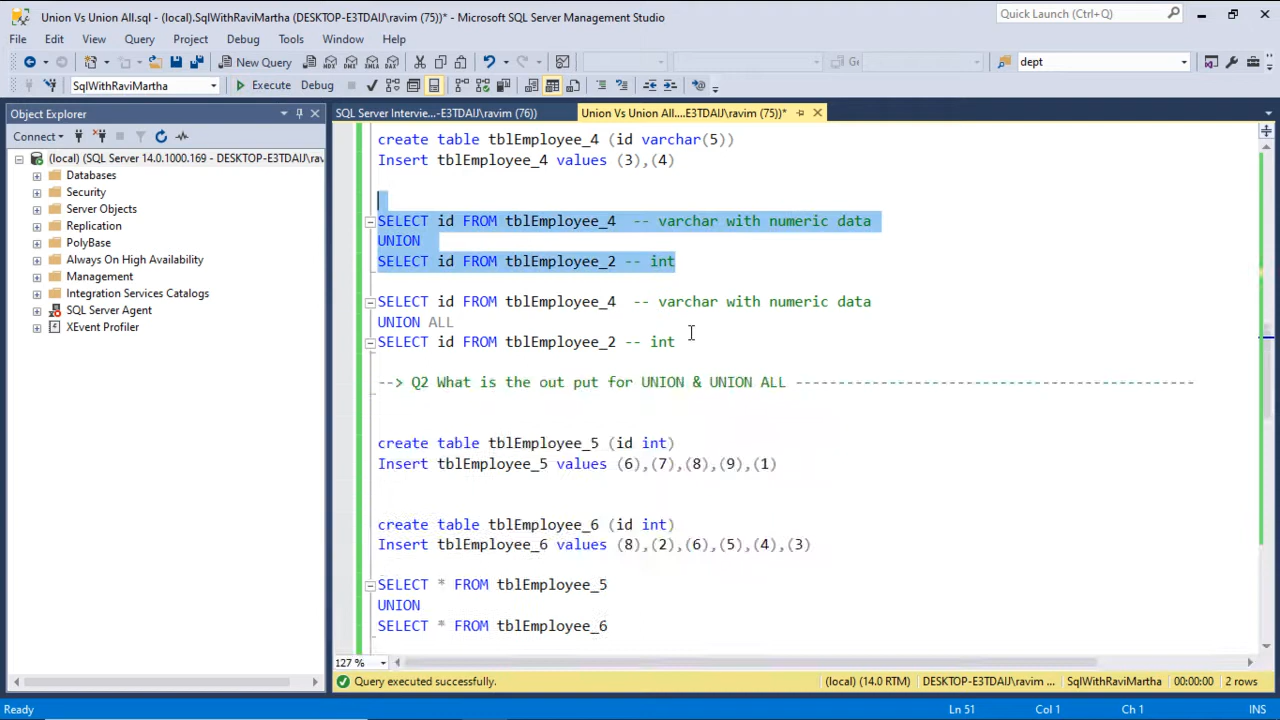 Union Vs Union All.sql - (local).SqlWithRaviMartha (DESKTOP-E3TDAIJ\ravim (75))* - Microsoft SQL Server Management Studio
Quick Launch (Ctrl+Q)
File Edit View Query Project Debug Tools Window Help
New Query
dept
SqlWithRaviMartha
Execute Debug
Object Explorer
SQL Server Intervie...-E3TDAIJ\ravim (76))
Union Vs Union All....E3TDAIJ\ravim (75))*
Connect
(local) (SQL Server 14.0.1000.169 - DESKTOP-E3TDAIJ\rav
Databases
Security
Server Objects
Replication
PolyBase
Always On High Availability
Management
Integration Services Catalogs
SQL Server Agent
XEvent Profiler
create table tblEmployee_4 (id varchar(5))
Insert tblEmployee_4 values (3),(4)
SELECT id FROM tblEmployee_4 -- varchar with numeric data
UNION
SELECT id FROM tblEmployee_2 -- int
SELECT id FROM tblEmployee_4 -- varchar with numeric data
UNION ALL
SELECT id FROM tblEmployee_2 -- int
--> Q2 What is the out put for UNION & UNION ALL -----------------------------------------------
create table tblEmployee_5 (id int)
Insert tblEmployee_5 values (6),(7),(8),(9),(1)
create table tblEmployee_6 (id int)
Insert tblEmployee_6 values (8),(2),(6),(5),(4),(3)
SELECT * FROM tblEmployee_5
UNION
SELECT * FROM tblEmployee_6
127 %
Query executed successfully.
(local) (14.0 RTM) DESKTOP-E3TDAIJ\ravim ... SqlWithRaviMartha 00:00:00 2 rows
Ready Ln 51 Col 1 Ch 1 INS